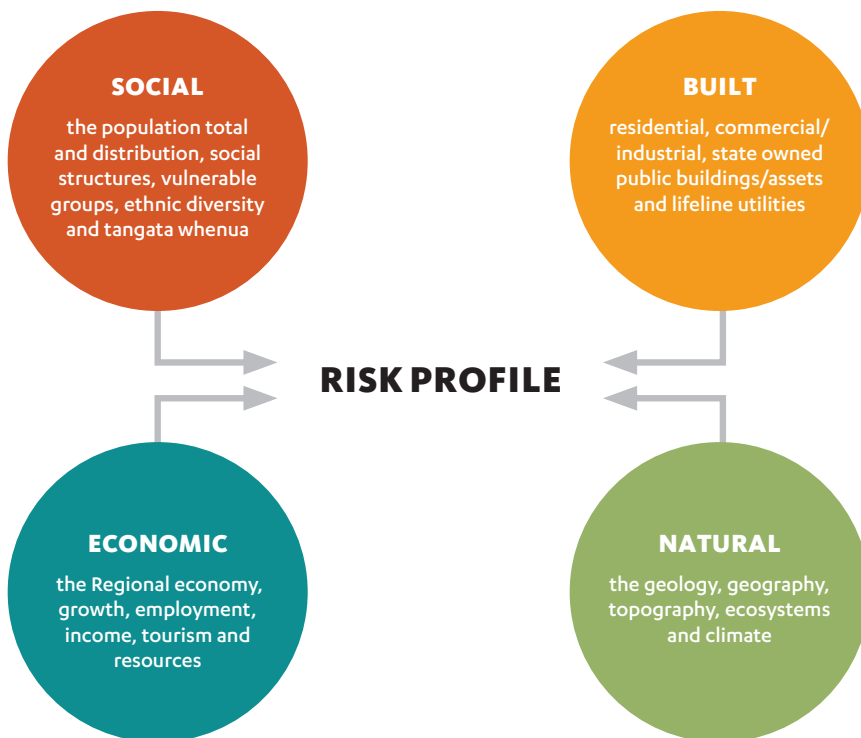 SOCIAL
the population total
and distribution, social
structures, vulnerable
groups, ethnic diversity
and tangata whenua
BUILT
residential, commercial/
industrial, state owned
public buildings/assets
and lifeline utilities
RISK PROFILE
ECONOMIC
the Regional economy,
growth, employment,
income, tourism and
resources
NATURAL
the geology, geography,
topography, ecosystems
and climate